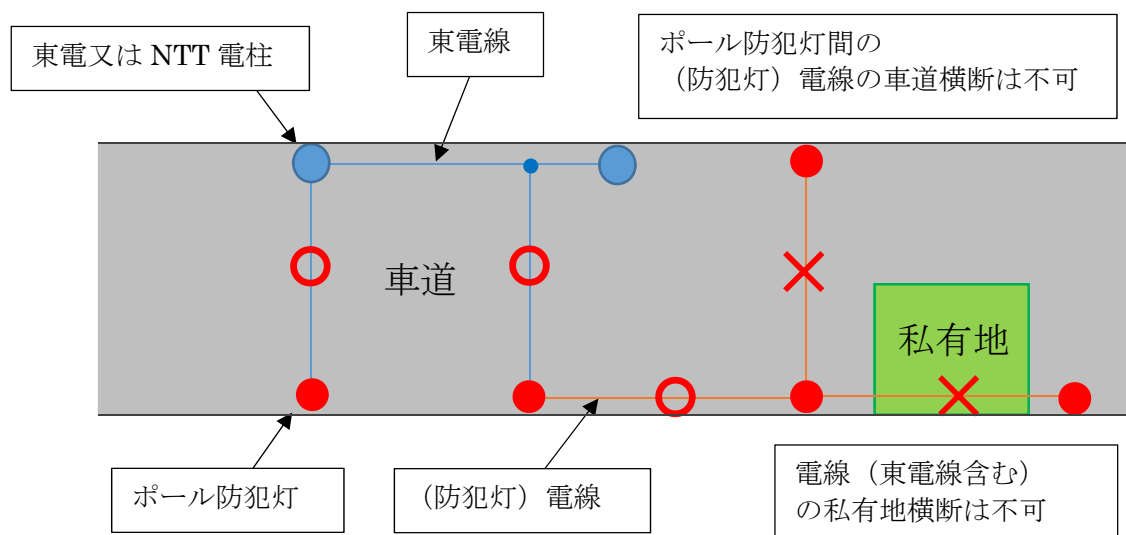 東電又は NTT 電柱
東電線
ポール防犯灯間の
（防犯灯）電線の車道横断は不可
車道
私有地
ポール防犯灯
（防犯灯）電線
電線（東電線含む）
の私有地横断は不可